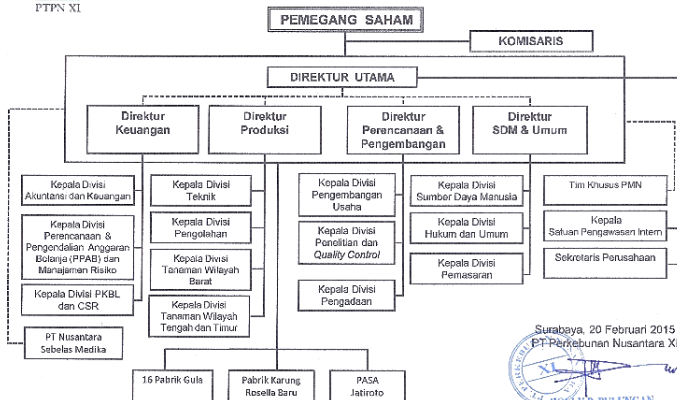 PTPN XI
PEMEGANG SAHAM
KOMISARIS
DIREKTUR UTAMA
Direktur
Keuangan
Direktur
Produksi
Direktur
Perencanaan &
Pengembangan
Direktur
SDM & Umum
Kepala Divisi
Akuntansi dan Keuangan
Kepala Divisi
Perencanaan &
Pengendalian Anggaran
Belanja (PPAB) dan
Manajemen Risiko
Kepala Divisi PKBL
dan CSR
PT Nusantara
Sebelas Medika
Kepala Divisi
Teknik
Kepala Divisi
Pengolahan
Kepala Divisi
Tanaman Wilayah
Barat
Kepala Divisi
Tanaman Wilayah
Tengah dan Timur
Kepala Divisi
Pengembangan
Usaha
Kepala Divisi
Penelitian dan
Quality Control
Kepala Divisi
Pengadaan
Kepala Divisi
Sumber Daya Manusia
Kepala Divisi
Hukum dan Umum
Kepala Divisi
Pemasaran
Tim Khusus PMN
Kepala
Satuan Pengawasan Intern
Sekretaris Perusahaan
16 Pabrik Gula
Pabrik Karung
Rosella Baru
PASA
Jatiroto
Surabaya, 20 Februari 2015
PT Perkebunan Nusantara XI
XI